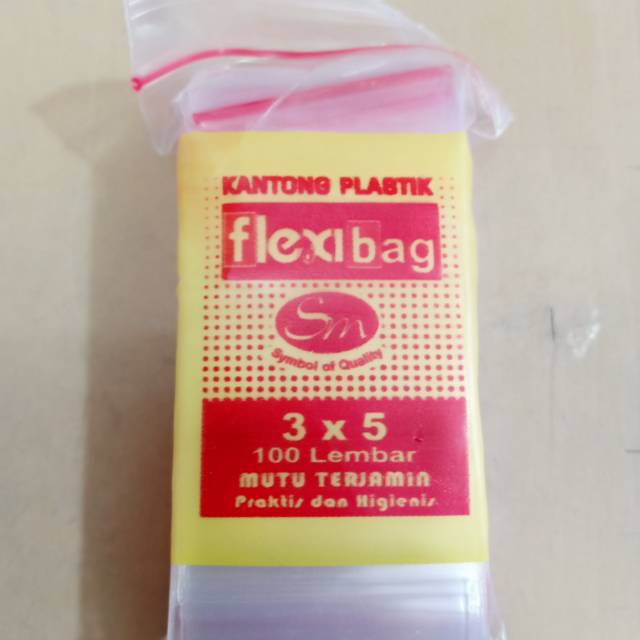 KANTONG PLASTIK
flexibag
Sm
Symbol of Quality
3 x 5
100 Lembar
MUTU TERJAMIN
Praktis dan Higienis